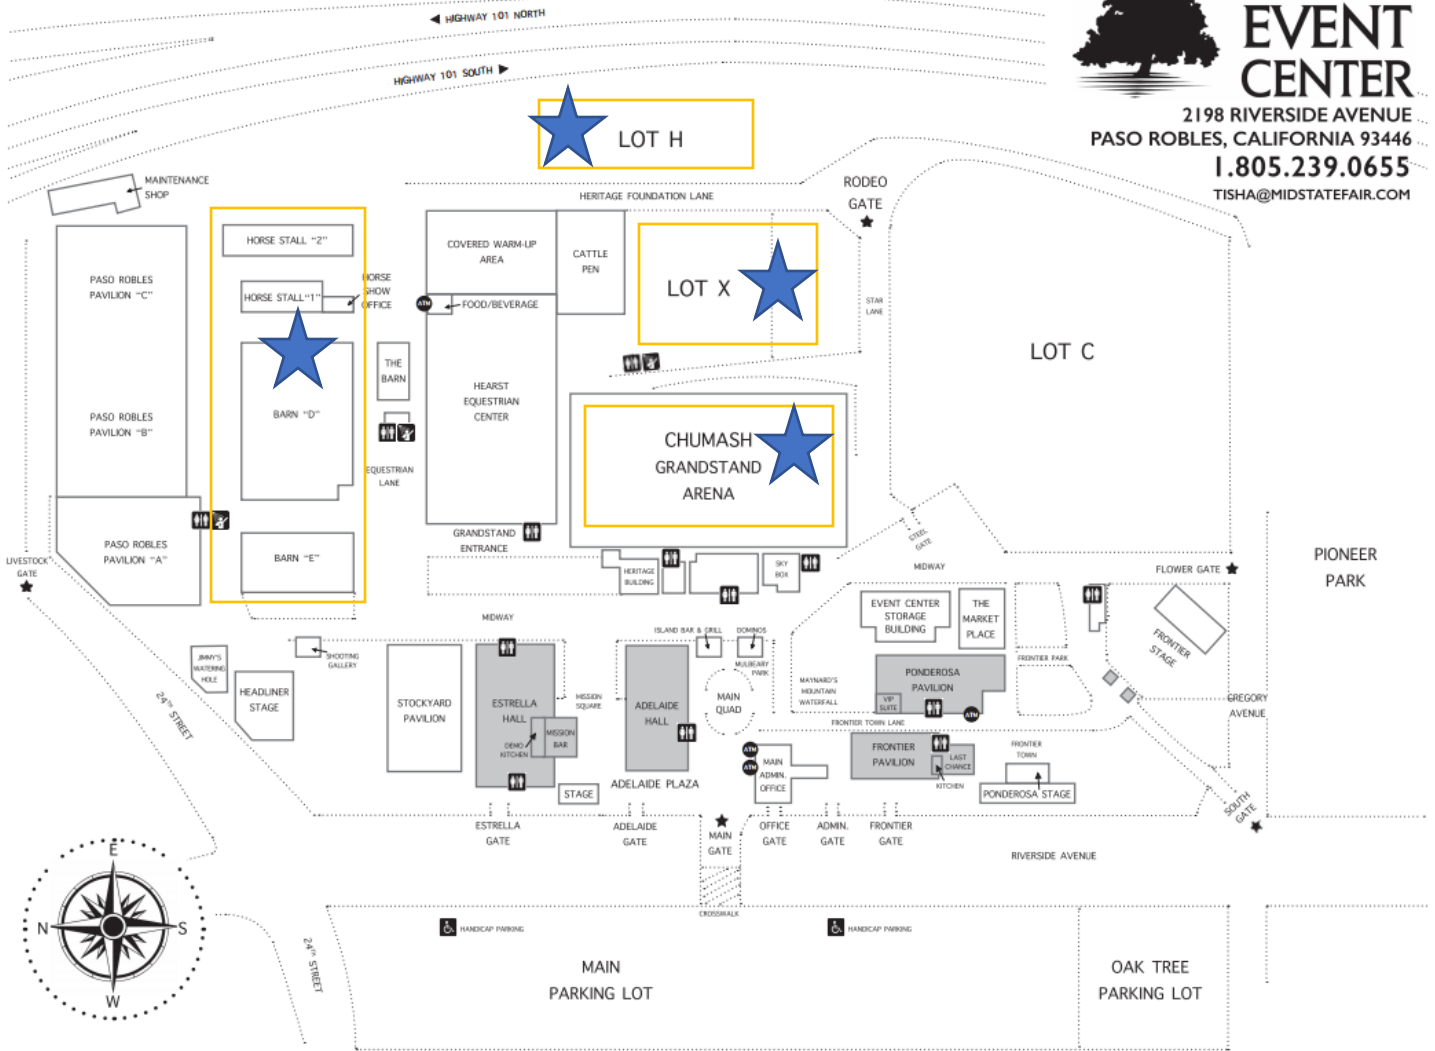 HIGHWAY 101 NORTH
HIGHWAY 101 SOUTH
EVENT
CENTER
2198 RIVERSIDE AVENUE
PASO ROBLES, CALIFORNIA 93446
1.805.239.0655
TISHA@MIDSTATEFAIR.COM
LOT H
MAINTENANCE
SHOP
HERITAGE FOUNDATION LANE
RODEO
GATE
HORSE STALL "2"
COVERED WARM-UP
AREA
CATTLE
PEN
PASO ROBLES
PAVILION "C"
HORSE STALL"1"
HORSE
SHOW
OFFICE
ATM
FOOD/BEVERAGE
LOT X
STAR
LANE
LOT C
THE
BARN
HEARST
EQUESTRIAN
CENTER
PASO ROBLES
PAVILION "B"
BARN "D"
CHUMASH
GRANDSTAND
ARENA
EQUESTRIAN
LANE
GRANDSTAND
ENTRANCE
PASO ROBLES
PAVILION "A"
BARN "E"
LIVESTOCK
GATE
HERITAGE
BUILDING
SKY
BOX
STEEL
GATE
MIDWAY
FLOWER GATE
PIONEER
PARK
MIDWAY
EVENT CENTER
STORAGE
BUILDING
THE
MARKET
PLACE
FRONTIER
STAGE
ISLAND BAR & GRILL
DOMINOS
MULBEARY
PARK
SHOOTING
GALLERY
JIMMY'S
WATERING
HOLE
HEADLINER
STAGE
STOCKYARD
PAVILION
ESTRELLA
HALL
MISSION
SQUARE
DEMO
KITCHEN
MISSION
BAR
ADELAIDE
HALL
MAIN
QUAD
MAYNARD'S
MOUNTAIN
WATERFALL
PONDEROSA
PAVILION
VIP
SUITE
ATM
FRONTIER PARK
GREGORY
AVENUE
FRONTIER TOWN LANE
24TH STREET
STAGE
ADELAIDE PLAZA
ATM
ATM
MAIN
ADMIN.
OFFICE
FRONTIER
PAVILION
LAST
CHANCE
KITCHEN
FRONTIER
TOWN
PONDEROSA STAGE
SOUTH
GATE
ESTRELLA
GATE
ADELAIDE
GATE
MAIN
GATE
OFFICE
GATE
ADMIN.
GATE
FRONTIER
GATE
RIVERSIDE AVENUE
E
N
S
W
CROSSWALK
24TH STREET
HANDICAP PARKING
HANDICAP PARKING
MAIN
PARKING LOT
OAK TREE
PARKING LOT